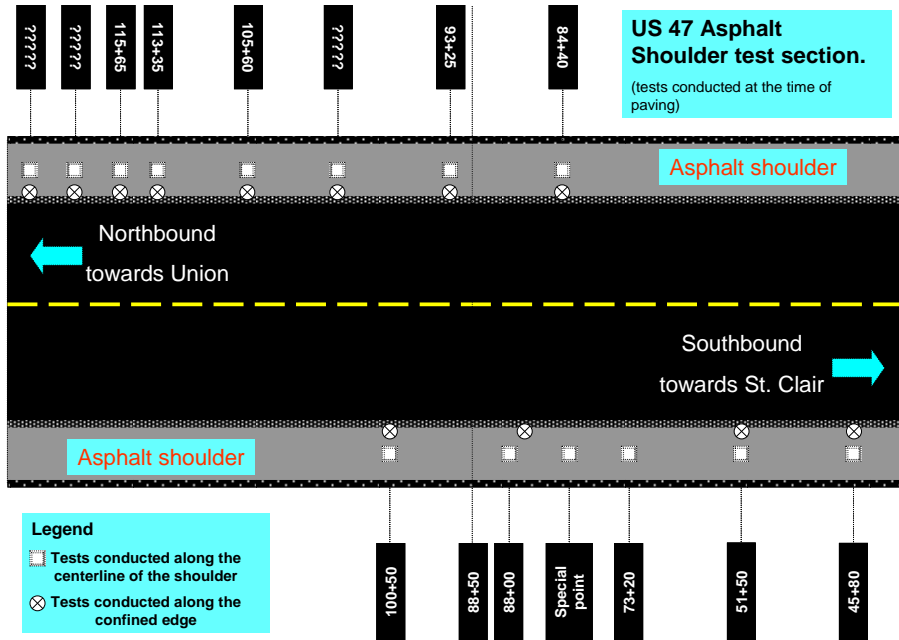 ?????
?????
115+65
113+35
105+60
?????
93+25
84+40
US 47 Asphalt
Shoulder test section.
(tests conducted at the time of
paving)
Asphalt shoulder
Northbound
towards Union
Southbound
towards St. Clair
Asphalt shoulder
Legend
Tests conducted along the
centerline of the shoulder
Tests conducted along the
confined edge
100+50
88+50
88+00
Special
point
73+20
51+50
45+80